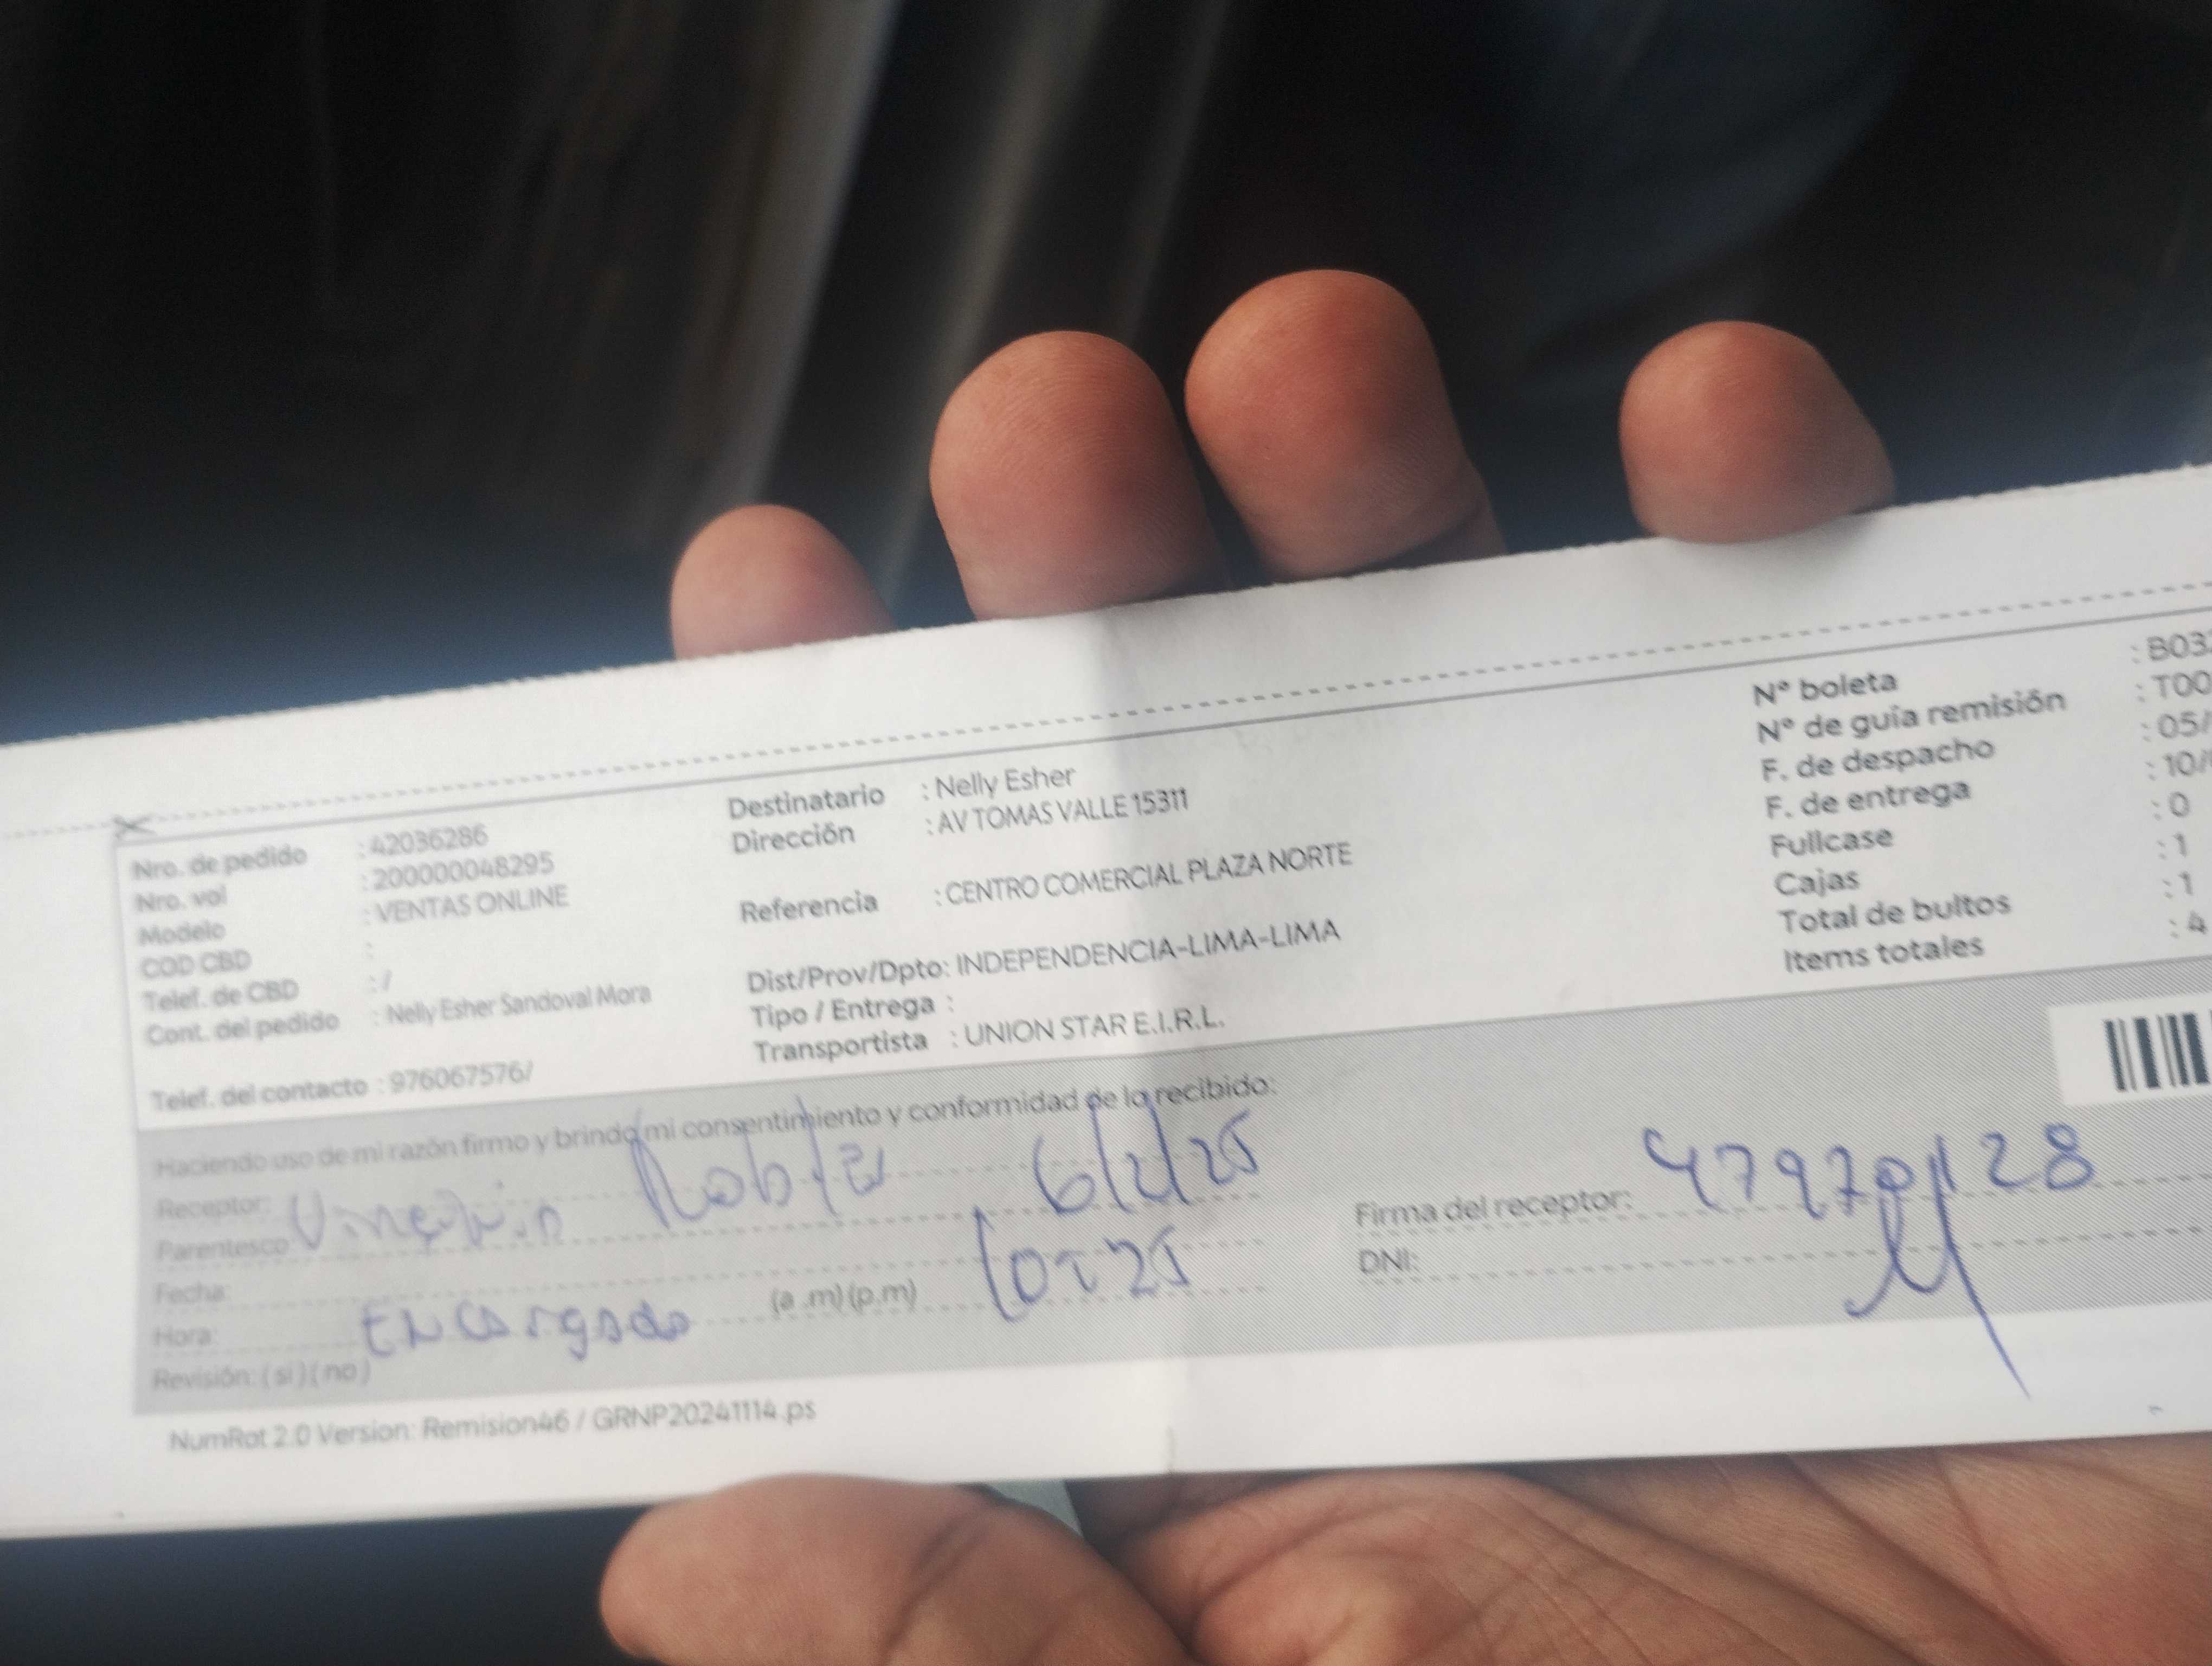 Nro. de pedido : 42036286
Nro. vol : 200000048295
Modelo : VENTAS ONLINE
COD CBD :
Telef. de CBD : /
Cont. del pedido : Nelly Esher Sandoval Mora
Telef. del contacto : 976067576/
Destinatario : Nelly Esher
Dirección : AV TOMAS VALLE 15311
Referencia : CENTRO COMERCIAL PLAZA NORTE
Dist/Prov/Dpto: INDEPENDENCIA-LIMA-LIMA
Tipo / Entrega :
Transportista : UNION STAR E.I.R.L.
N° boleta : B03
N° de guía remisión : T00
F. de despacho : 05/
F. de entrega : 10/
Fullcase : 0
Cajas : 1
Total de bultos : 1
Items totales : 4
Haciendo uso de mi razón firmo y brindo mi consentimiento y conformidad de lo recibido:
Receptor: 6/2/25
Parentesco
Fecha:
Hora: Encargado (a .m) (p.m)
Revisión: ( si ) ( no )
Firma del receptor:
DNI:
NumRot 2.0 Version: Remision46 / GRNP20241114.ps